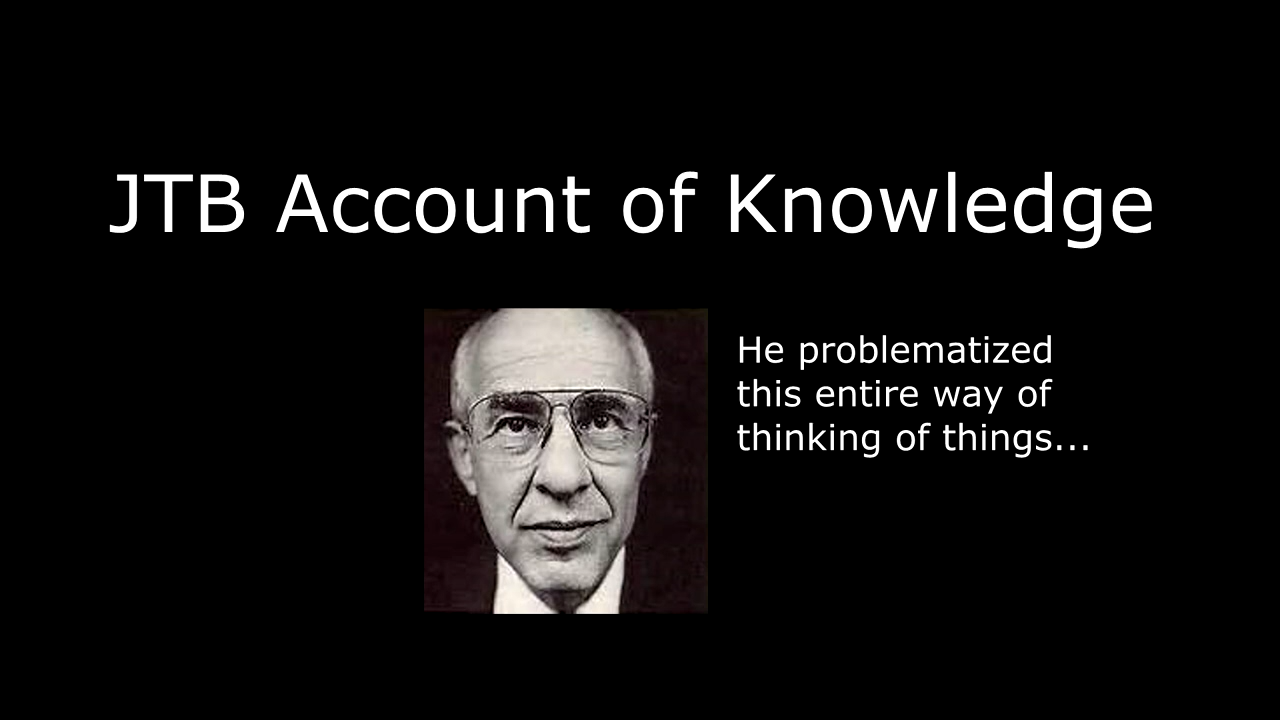 JTB Account of Knowledge
He problematized
this entire way of
thinking of things...